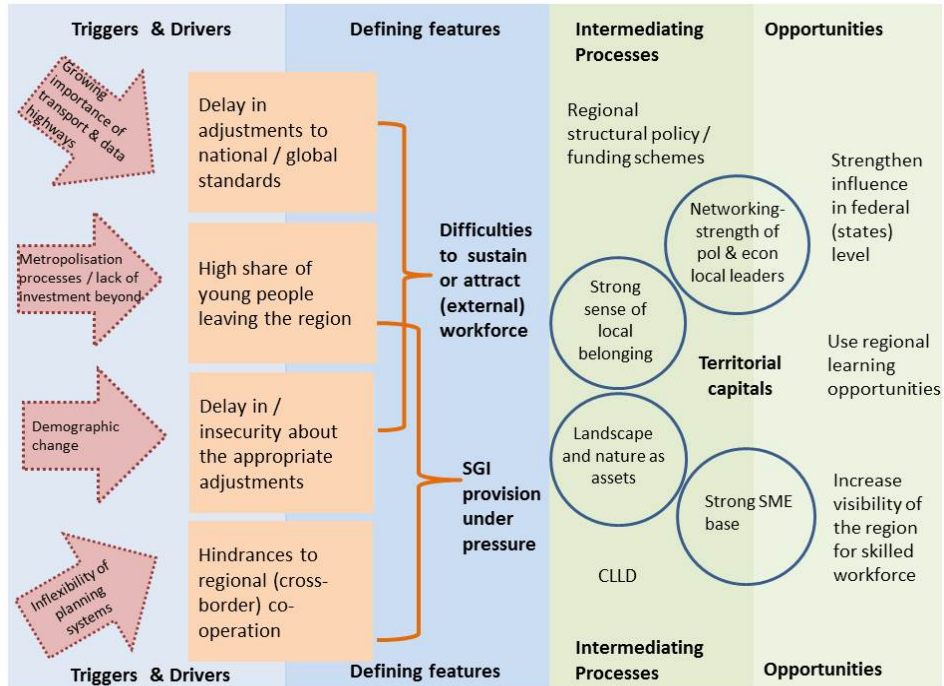 Triggers & Drivers
Defining features
Intermediating
Processes
Opportunities
Growing
importance of
transport & data
highways
Metropolisation
processes / lack of
investment beyond
Demographic
change
Inflexibility of
planning
systems
Delay in
adjustments to
national / global
standards
High share of
young people
leaving the region
Delay in /
insecurity about
the appropriate
adjustments
Hindrances to
regional (cross-
border) co-
operation
Difficulties
to sustain
or attract
(external)
workforce
SGI
provision
under
pressure
Regional
structural policy /
funding schemes
Networking-
strength of
pol & econ
local leaders
Strong
sense of
local
belonging
Territorial
capitals
Landscape
and nature as
assets
Strong SME
base
CLLD
Strengthen
influence
in federal
(states)
level
Use regional
learning
opportunities
Increase
visibility of
the region
for skilled
workforce
Triggers & Drivers
Defining features
Intermediating
Processes
Opportunities